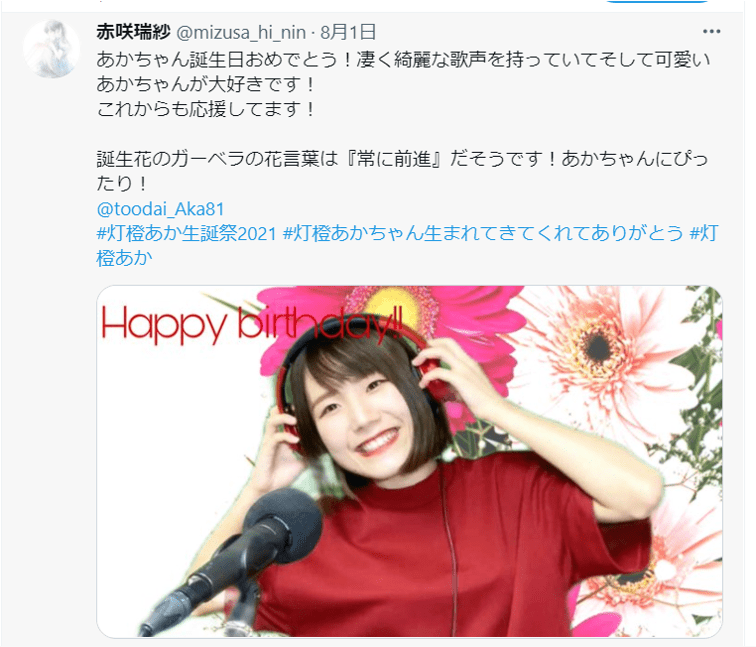 赤咲瑞紗 @mizusa_hi_nin · 8月1日
あかちゃん誕生日おめでとう！凄く綺麗な歌声を持っていてそして可愛い
あかちゃんが大好きです！
これからも応援してます！
誕生花のガーベラの花言葉は『常に前進』だそうです！あかちゃんにぴっ
たり！
@toodai_Aka81
#灯橙あか生誕祭2021 #灯橙あかちゃん生まれてきてくれてありがとう #灯
橙あか
Happy birthday!!